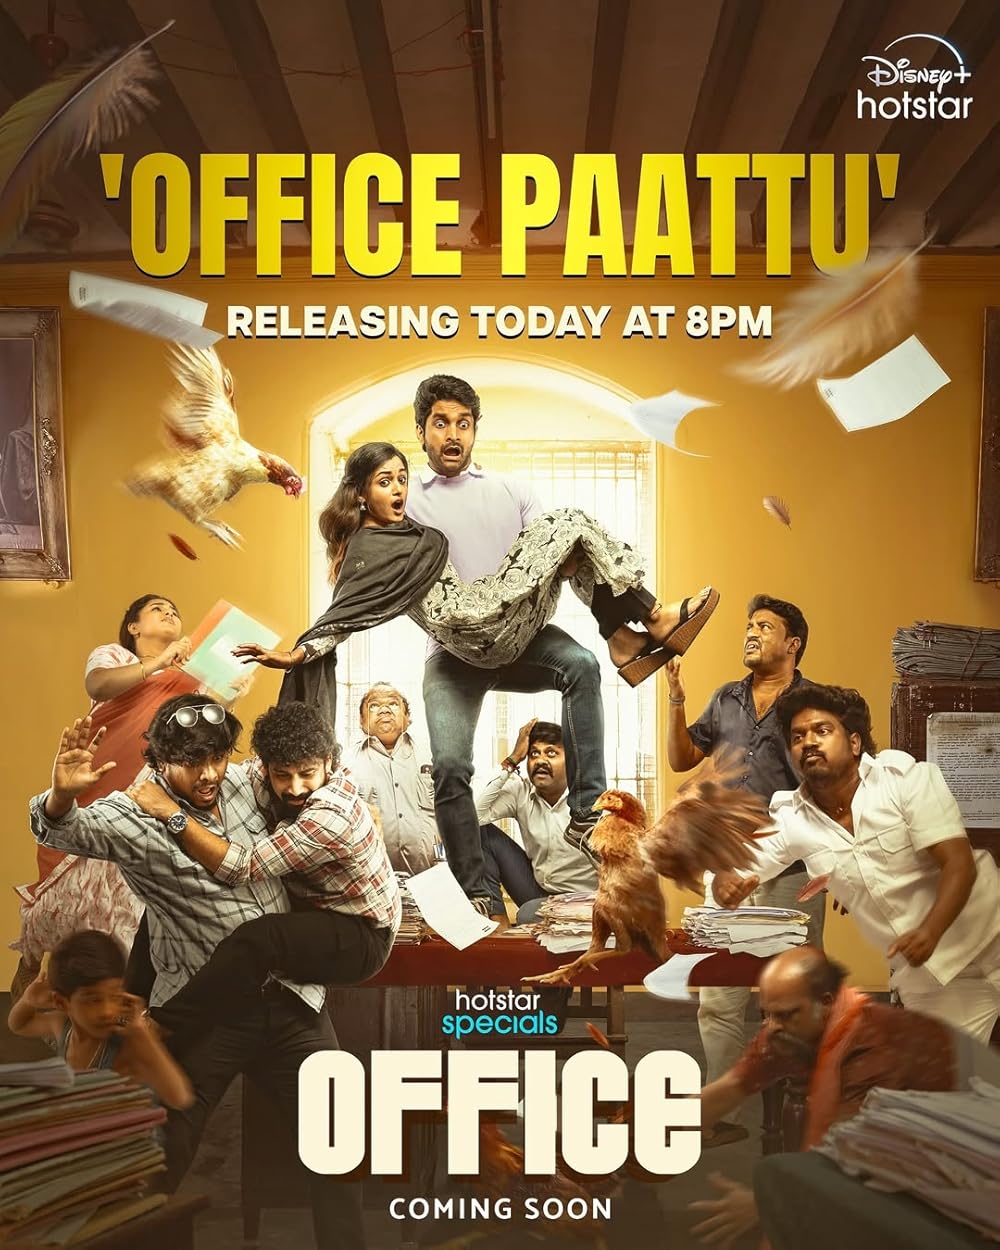 Disney+
hotstar
'OFFICE PAATTU'
RELEASING TODAY AT 8PM
hotstar
specials
OFFICE
COMING SOON